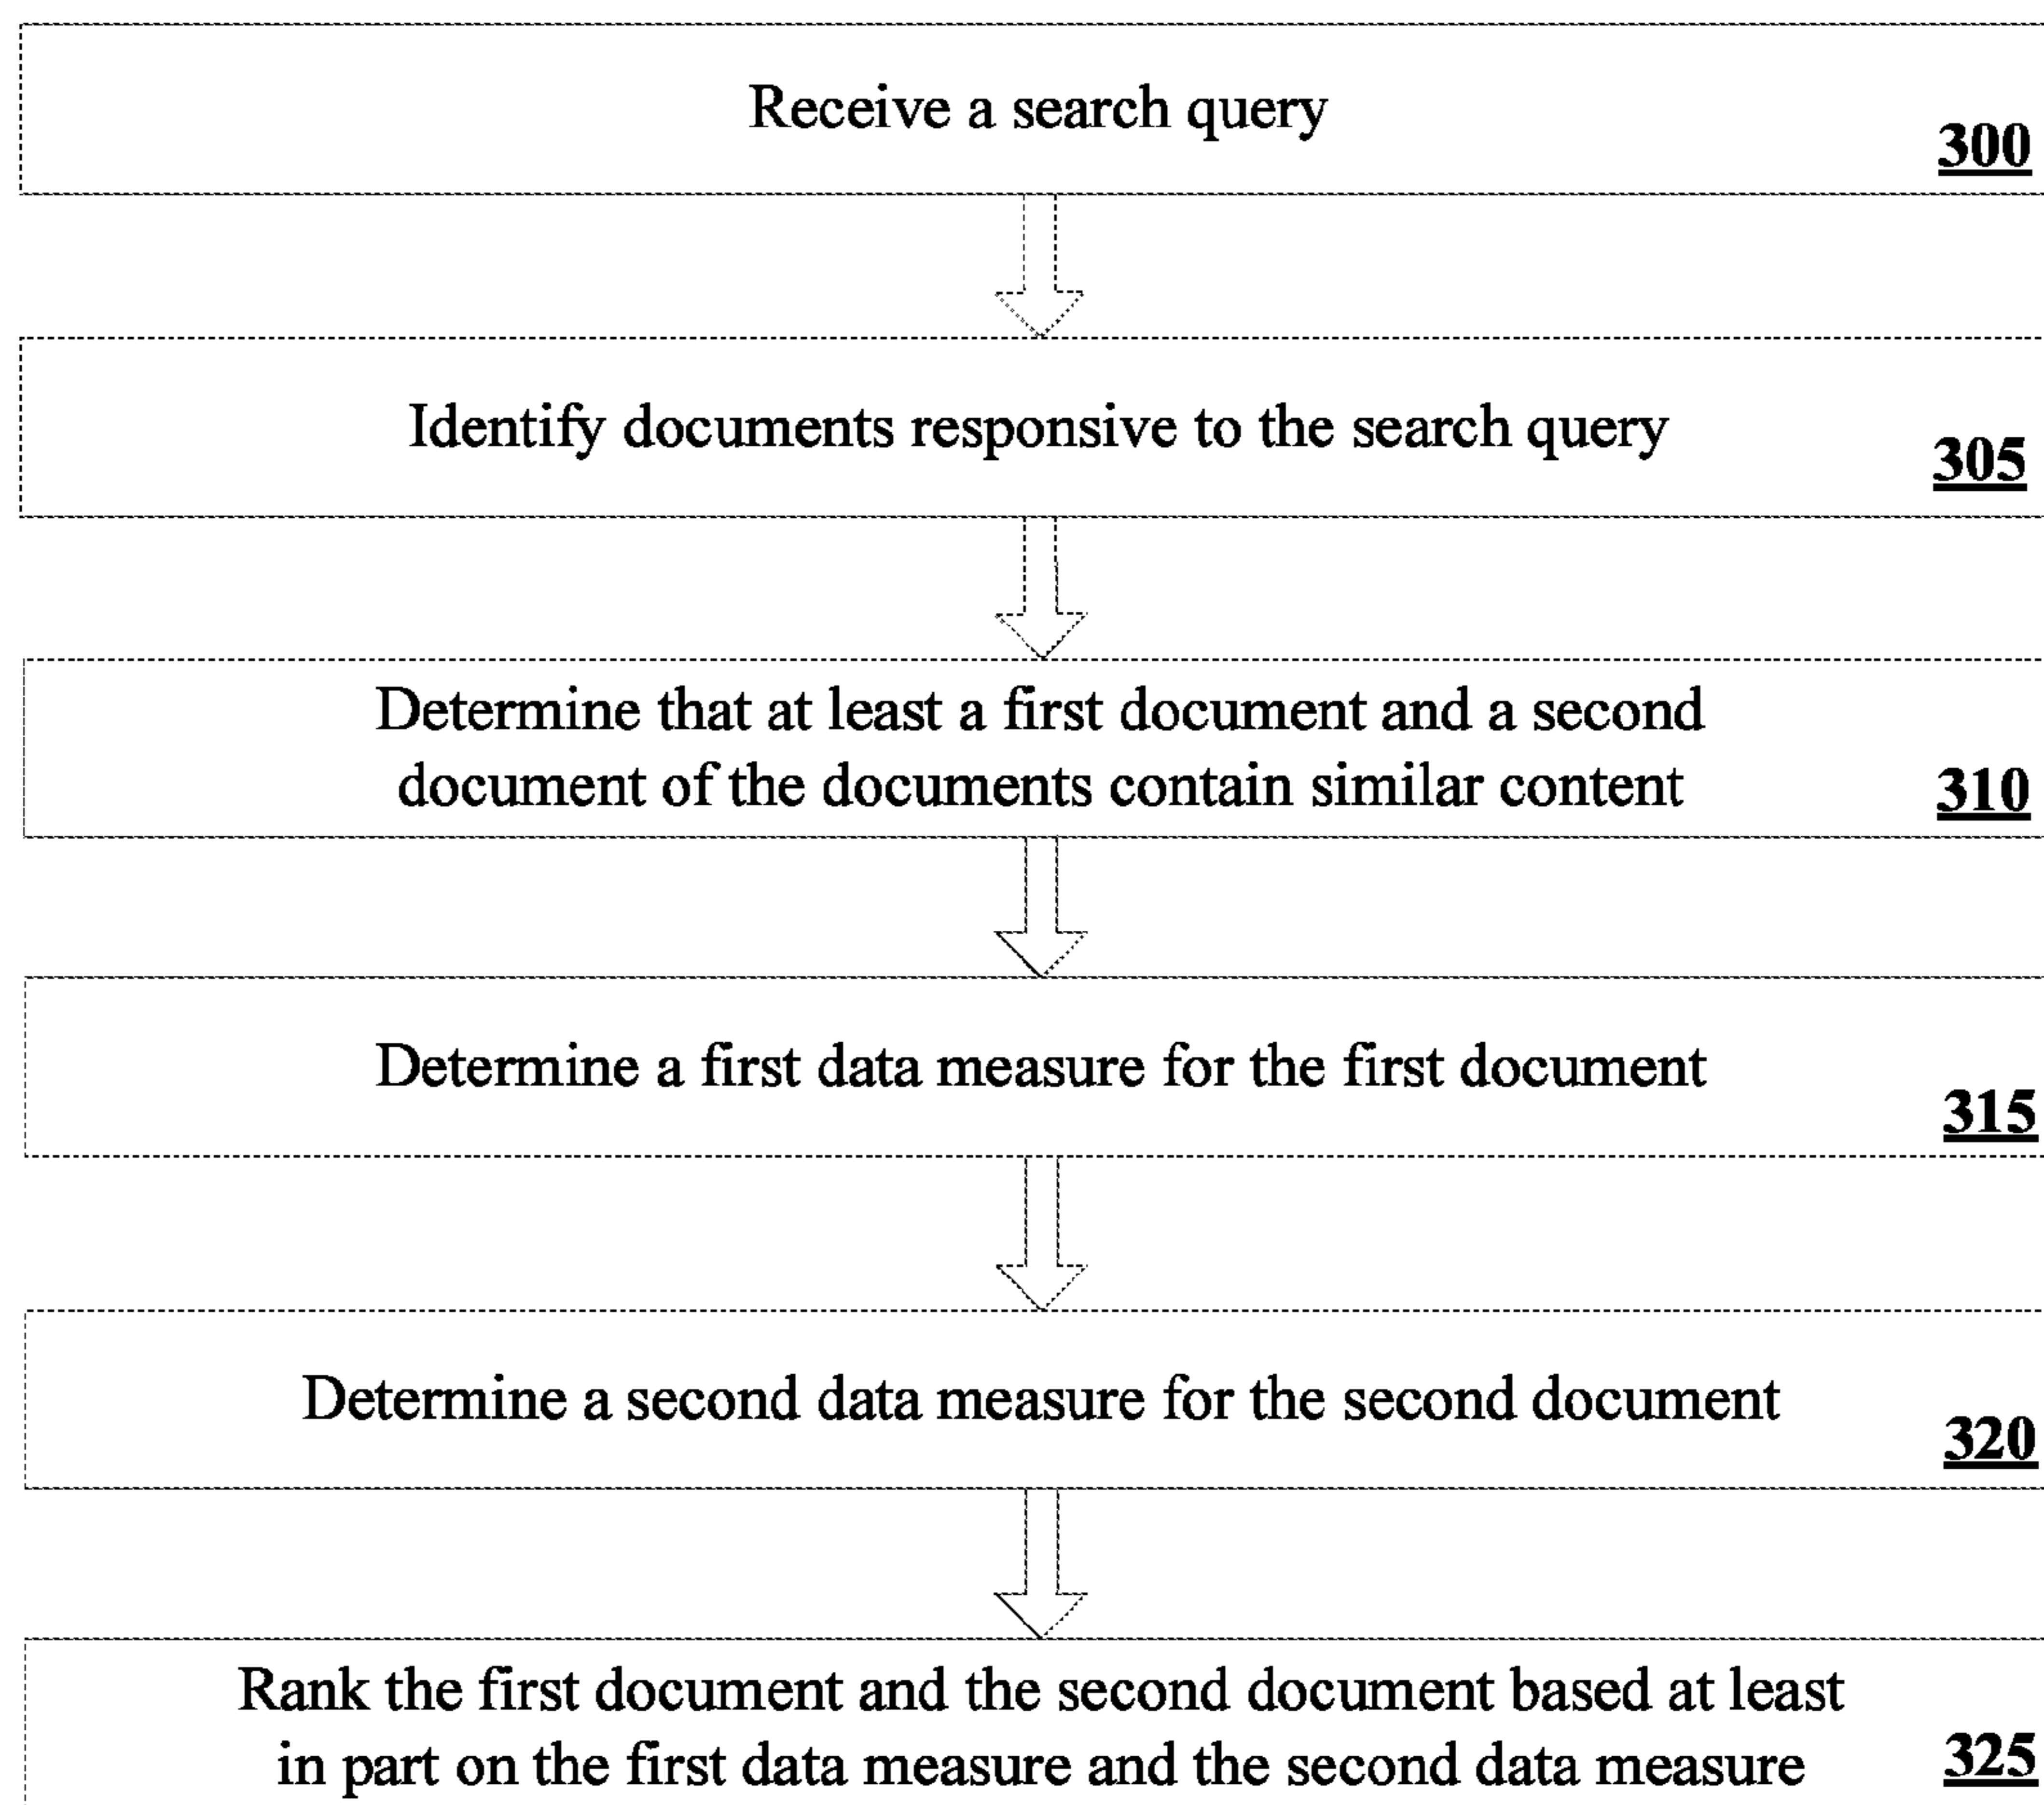 Receive a search query
300
Identify documents responsive to the search query
305
Determine that at least a first document and a second
document of the documents contain similar content
310
Determine a first data measure for the first document
315
Determine a second data measure for the second document
320
Rank the first document and the second document based at least
in part on the first data measure and the second data measure
325